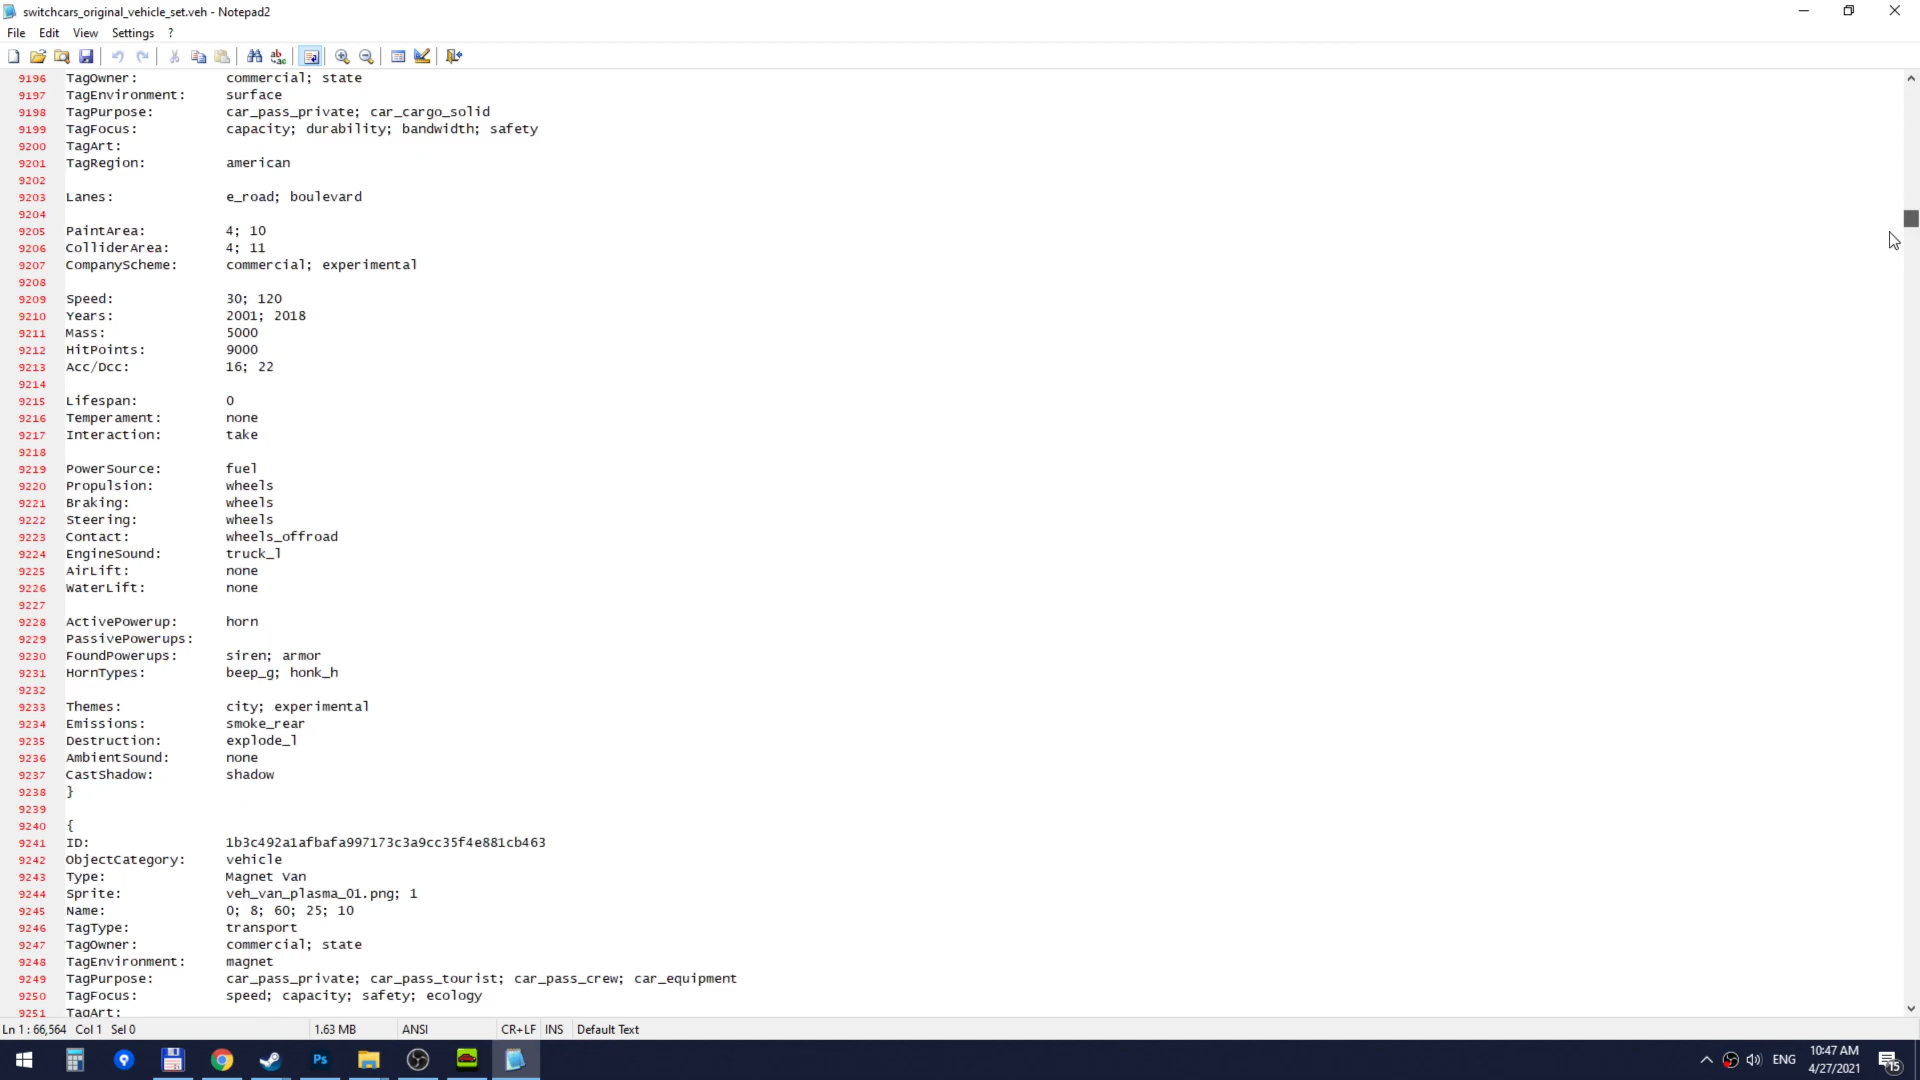 switchcars_original_vehicle_set.veh - Notepad2
File Edit View Settings ?
9196 TagOwner: commercial; state
9197 TagEnvironment: surface
9198 TagPurpose: car_pass_private; car_cargo_solid
9199 TagFocus: capacity; durability; bandwidth; safety
9200 TagArt:
9201 TagRegion: american
9202
9203 Lanes: e_road; boulevard
9204
9205 PaintArea: 4; 10
9206 ColliderArea: 4; 11
9207 CompanyScheme: commercial; experimental
9208
9209 Speed: 30; 120
9210 Years: 2001; 2018
9211 Mass: 5000
9212 HitPoints: 9000
9213 Acc/Dcc: 16; 22
9214
9215 Lifespan: 0
9216 Temperament: none
9217 Interaction: take
9218
9219 PowerSource: fuel
9220 Propulsion: wheels
9221 Braking: wheels
9222 Steering: wheels
9223 Contact: wheels_offroad
9224 EngineSound: truck_l
9225 AirLift: none
9226 WaterLift: none
9227
9228 ActivePowerup: horn
9229 PassivePowerups:
9230 FoundPowerups: siren; armor
9231 HornTypes: beep_g; honk_h
9232
9233 Themes: city; experimental
9234 Emissions: smoke_rear
9235 Destruction: explode_l
9236 AmbientSound: none
9237 CastShadow: shadow
9238 }
9239
9240 {
9241 ID: 1b3c492a1afbafa997173c3a9cc35f4e881cb463
9242 ObjectCategory: vehicle
9243 Type: Magnet Van
9244 Sprite: veh_van_plasma_01.png; 1
9245 Name: 0; 8; 60; 25; 10
9246 TagType: transport
9247 TagOwner: commercial; state
9248 TagEnvironment: magnet
9249 TagPurpose: car_pass_private; car_pass_tourist; car_pass_crew; car_equipment
9250 TagFocus: speed; capacity; safety; ecology
9251 TagArt:
Ln 1 : 66,564 Col 1 Sel 0 1.63 MB ANSI CR+LF INS Default Text
Ps ENG 10:47 AM
4/27/2021 15